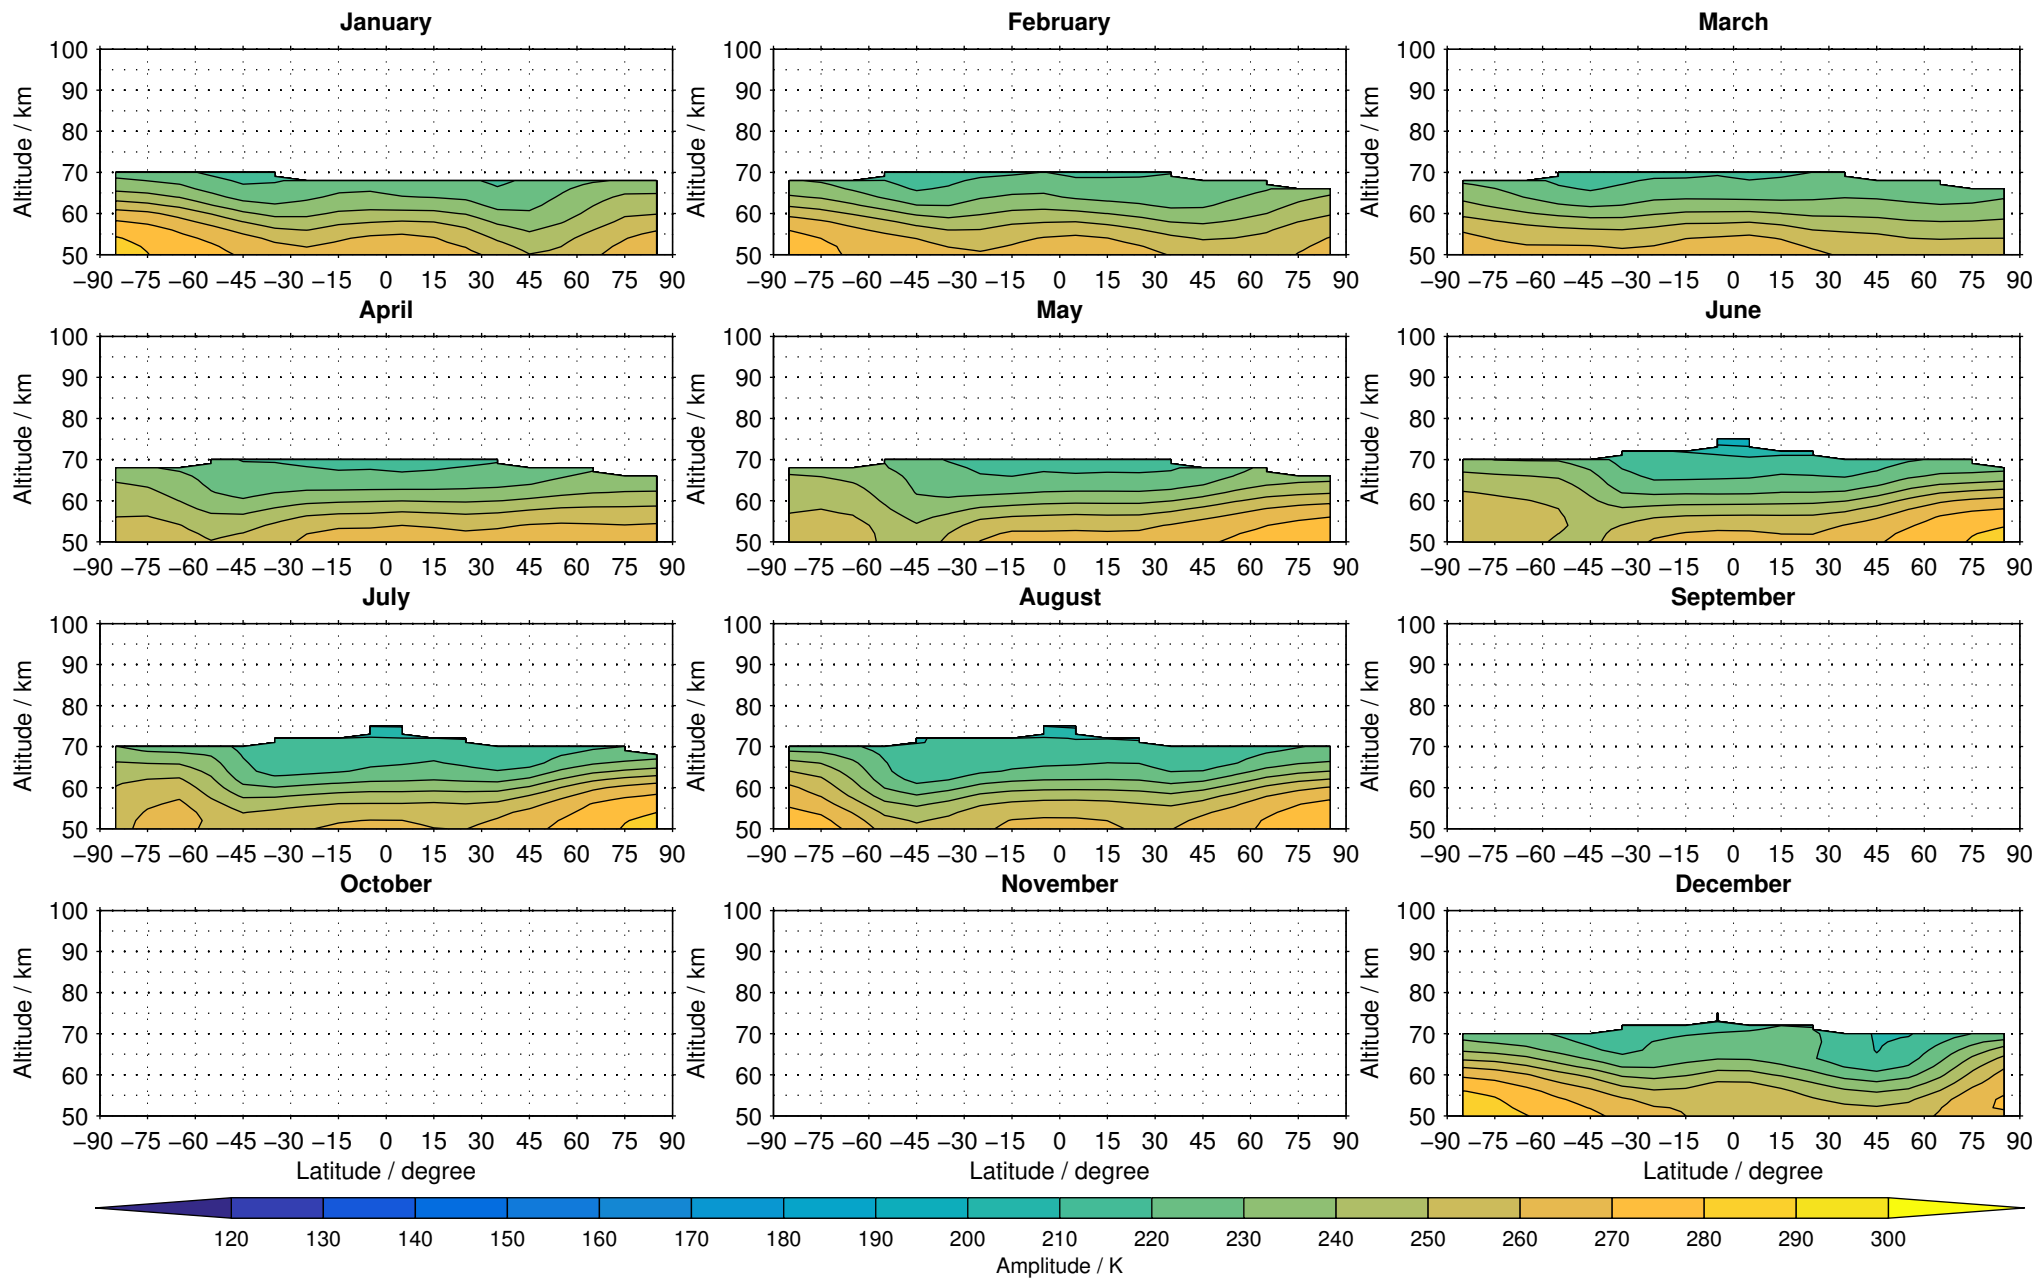 January February March
100 100 100
90 90 90
Altitude / km Altitude / km Altitude / km
80 80 80
70 70 70
60 60 60
50 50 50
−90 −75 −60 −45 −30 −15 0 15 30 45 60 75 90 −90 −75 −60 −45 −30 −15 0 15 30 45 60 75 90 −90 −75 −60 −45 −30 −15 0 15 30 45 60 75 90
April May June
100 100 100
90 90 90
Altitude / km Altitude / km Altitude / km
80 80 80
70 70 70
60 60 60
50 50 50
−90 −75 −60 −45 −30 −15 0 15 30 45 60 75 90 −90 −75 −60 −45 −30 −15 0 15 30 45 60 75 90 −90 −75 −60 −45 −30 −15 0 15 30 45 60 75 90
July August September
100 100 100
90 90 90
Altitude / km Altitude / km Altitude / km
80 80 80
70 70 70
60 60 60
50 50 50
−90 −75 −60 −45 −30 −15 0 15 30 45 60 75 90 −90 −75 −60 −45 −30 −15 0 15 30 45 60 75 90 −90 −75 −60 −45 −30 −15 0 15 30 45 60 75 90
October November December
100 100 100
90 90 90
Altitude / km Altitude / km Altitude / km
80 80 80
70 70 70
60 60 60
50 50 50
−90 −75 −60 −45 −30 −15 0 15 30 45 60 75 90 −90 −75 −60 −45 −30 −15 0 15 30 45 60 75 90 −90 −75 −60 −45 −30 −15 0 15 30 45 60 75 90
Latitude / degree Latitude / degree Latitude / degree
120 130 140 150 160 170 180 190 200 210 220 230 240 250 260 270 280 290 300
Amplitude / K